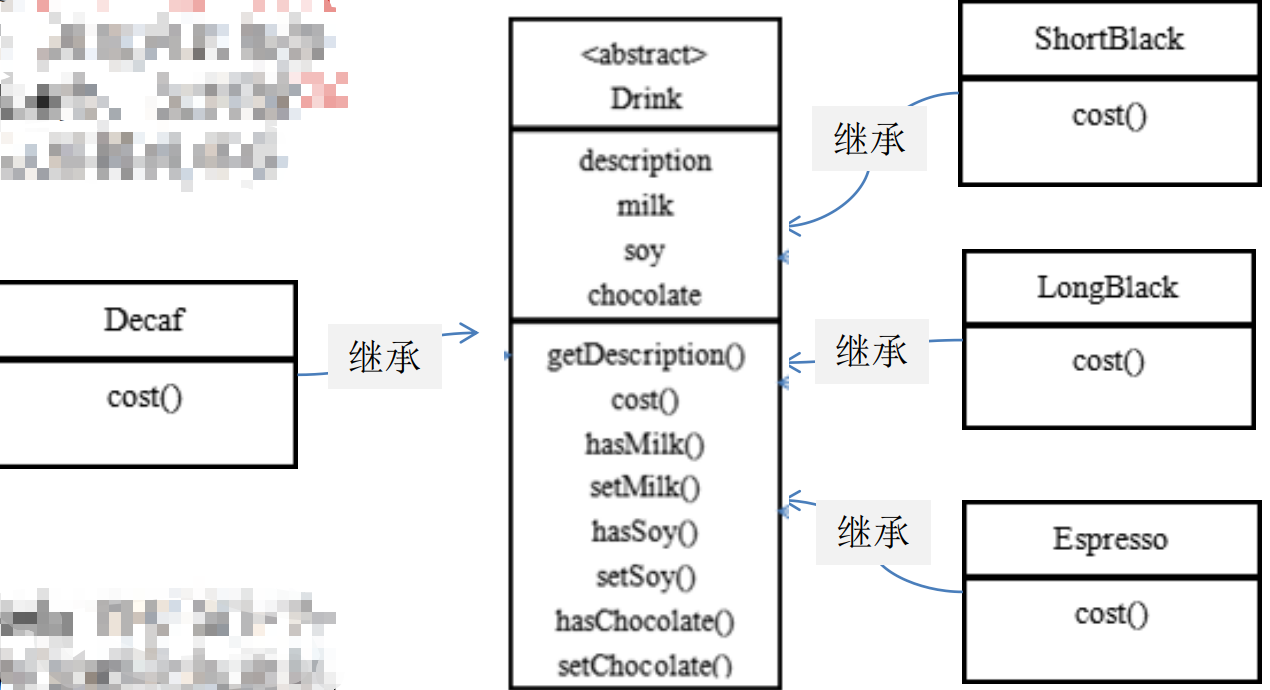 <abstract>
Drink
description
milk
soy
chocolate
getDescription()
cost()
hasMilk()
setMilk()
hasSoy()
setSoy()
hasChocolate()
setChocolate()
Decaf
cost()
继承
继承
ShortBlack
cost()
继承
LongBlack
cost()
继承
Espresso
cost()